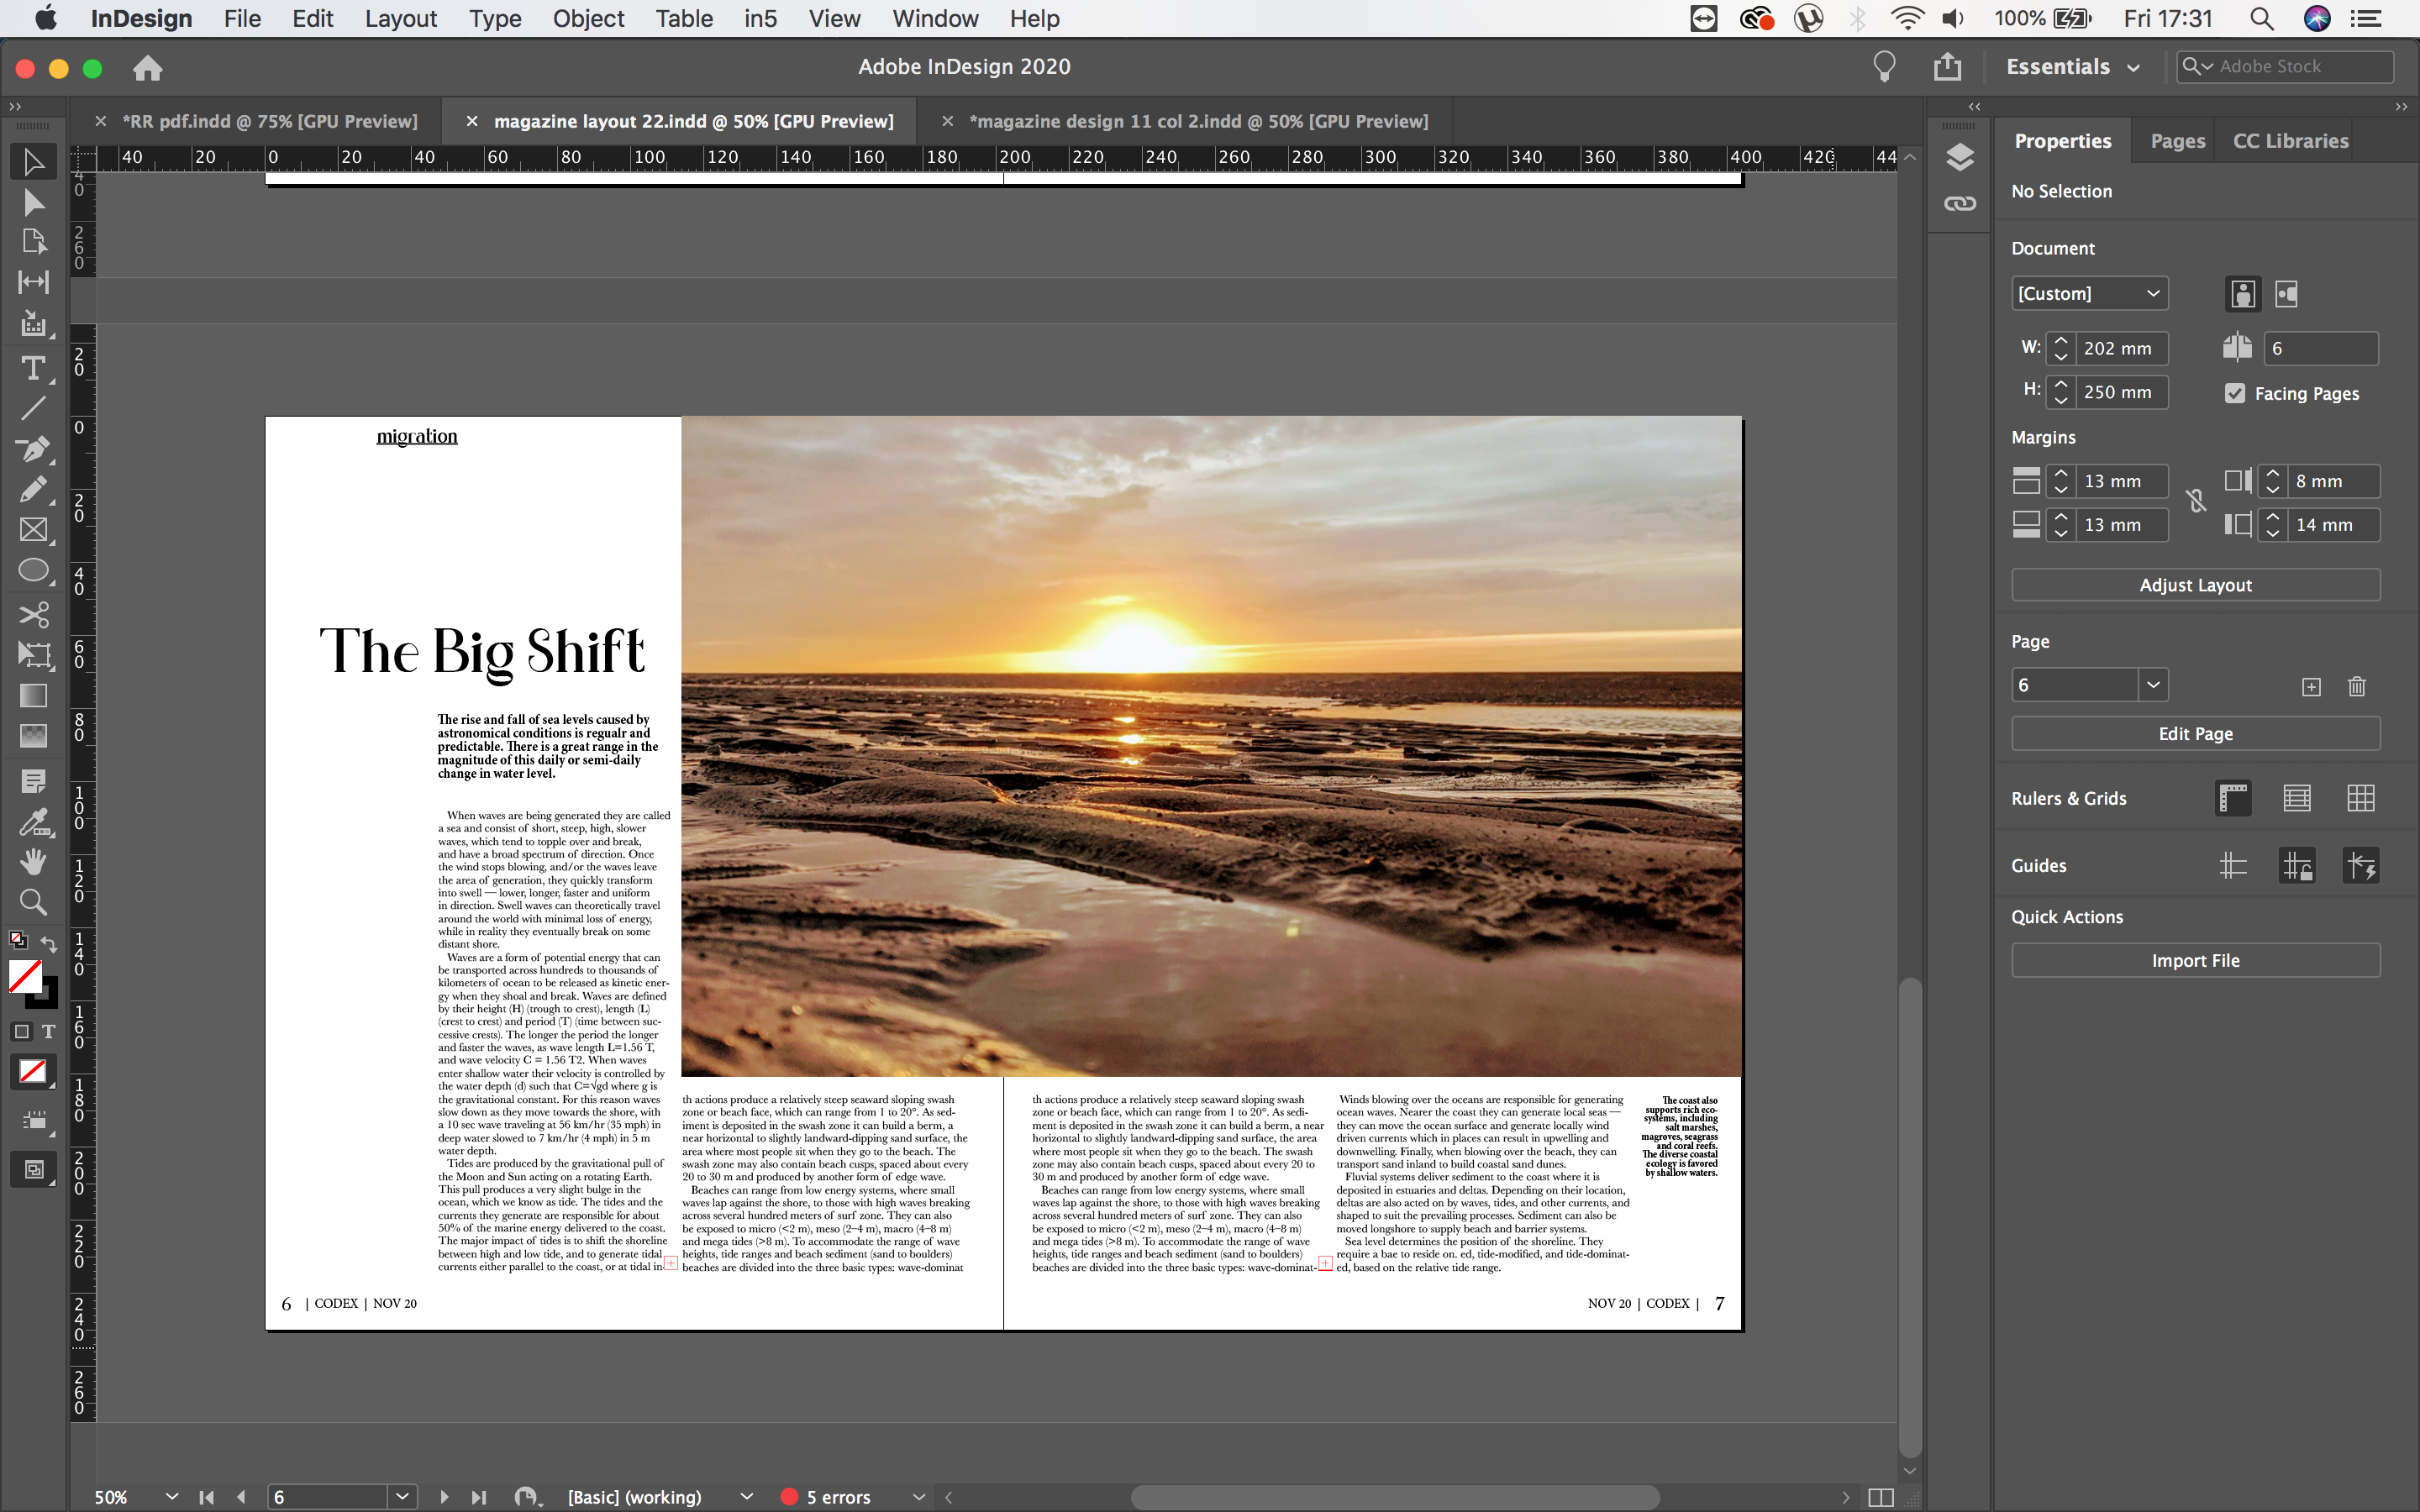 InDesign File Edit Layout Type Object Table in5 View Window Help
100% Fri 17:31
Adobe InDesign 2020
Essentials
Adobe Stock
*RR pdf.indd @ 75% [GPU Preview]
magazine layout 22.indd @ 50% [GPU Preview]
*magazine design 11 col 2.indd @ 50% [GPU Preview]
40 20 0 20 40 60 80 100 120 140 160 180 200 220 240 260 280 300 320 340 360 380 400 420 44
migration
The Big Shift
The rise and fall of sea levels caused by
astronomical conditions is regualr and
predictable. There is a great range in the
magnitude of this daily or semi-daily
change in water level.
When waves are being generated they are called
a sea and consist of short, steep, high, slower
waves, which tend to topple over and break,
and have a broad spectrum of direction. Once
the wind stops blowing, and/or the waves leave
the area of generation, they quickly transform
into swell — lower, longer, faster and uniform
in direction. Swell waves can theoretically travel
around the world with minimal loss of energy,
while in reality they eventually break on some
distant shore.
Waves are a form of potential energy that can
be transported across hundreds to thousands of
kilometers of ocean to be released as kinetic ener-
gy when they shoal and break. Waves are defined
by their height (H) (trough to crest), length (L)
(crest to crest) and period (T) (time between suc-
cessive crests). The longer the period the longer
and faster the waves, as wave length L=1.56 T,
and wave velocity C = 1.56 T2. When waves
enter shallow water their velocity is controlled by
the water depth (d) such that C=√gd where g is
the gravitational constant. For this reason waves
slow down as they move towards the shore, with
a 10 sec wave traveling at 56 km/hr (35 mph) in
deep water slowed to 7 km/hr (4 mph) in 5 m
water depth.
Tides are produced by the gravitational pull of
the Moon and Sun acting on a rotating Earth.
This pull produces a very slight bulge in the
ocean, which we know as tide. The tides and the
currents they generate are responsible for about
50% of the marine energy delivered to the coast.
The major impact of tides is to shift the shoreline
between high and low tide, and to generate tidal
currents either parallel to the coast, or at tidal in-
th actions produce a relatively steep seaward sloping swash
zone or beach face, which can range from 1 to 20°. As sed-
iment is deposited in the swash zone it can build a berm, a
near horizontal to slightly landward-dipping sand surface, the
area where most people sit when they go to the beach. The
swash zone may also contain beach cusps, spaced about every
20 to 30 m and produced by another form of edge wave.
Beaches can range from low energy systems, where small
waves lap against the shore, to those with high waves breaking
across several hundred meters of surf zone. They can also
be exposed to micro (<2 m), meso (2–4 m), macro (4–8 m)
and mega tides (>8 m). To accommodate the range of wave
heights, tide ranges and beach sediment (sand to boulders)
beaches are divided into the three basic types: wave-dominat
th actions produce a relatively steep seaward sloping swash
zone or beach face, which can range from 1 to 20°. As sedi-
ment is deposited in the swash zone it can build a berm, a near
horizontal to slightly landward-dipping sand surface, the area
where most people sit when they go to the beach. The swash
zone may also contain beach cusps, spaced about every 20 to
30 m and produced by another form of edge wave.
Beaches can range from low energy systems, where small
waves lap against the shore, to those with high waves breaking
across several hundred meters of surf zone. They can also
be exposed to micro (<2 m), meso (2–4 m), macro (4–8 m)
and mega tides (>8 m). To accommodate the range of wave
heights, tide ranges and beach sediment (sand to boulders)
beaches are divided into the three basic types: wave-dominat-
Winds blowing over the oceans are responsible for generating
ocean waves. Nearer the coast they can generate local seas —
they can move the ocean surface and generate locally wind
driven currents which in places can result in upwelling and
downwelling. Finally, when blowing over the beach, they can
transport sand inland to build coastal sand dunes.
Fluvial systems deliver sediment to the coast where it is
deposited in estuaries and deltas. Depending on their location,
deltas are also acted on by waves, tides, and other currents, and
shaped to suit the prevailing processes. Sediment can also be
moved longshore to supply beach and barrier systems.
Sea level determines the position of the shoreline. They
require a bae to reside on. ed, tide-modified, and tide-dominat-
ed, based on the relative tide range.
The coast also
supports rich eco-
systems, including
salt marshes,
magroves, seagrass
and coral reefs.
The diverse coastal
ecology is favored
by shallow waters.
6 | CODEX | NOV 20
NOV 20 | CODEX | 7
Properties Pages CC Libraries
No Selection
Document
[Custom]
W: 202 mm
6
H: 250 mm
Facing Pages
Margins
13 mm
8 mm
13 mm
14 mm
Adjust Layout
Page
6
Edit Page
Rulers & Grids
Guides
Quick Actions
Import File
50%
6
[Basic] (working)
5 errors